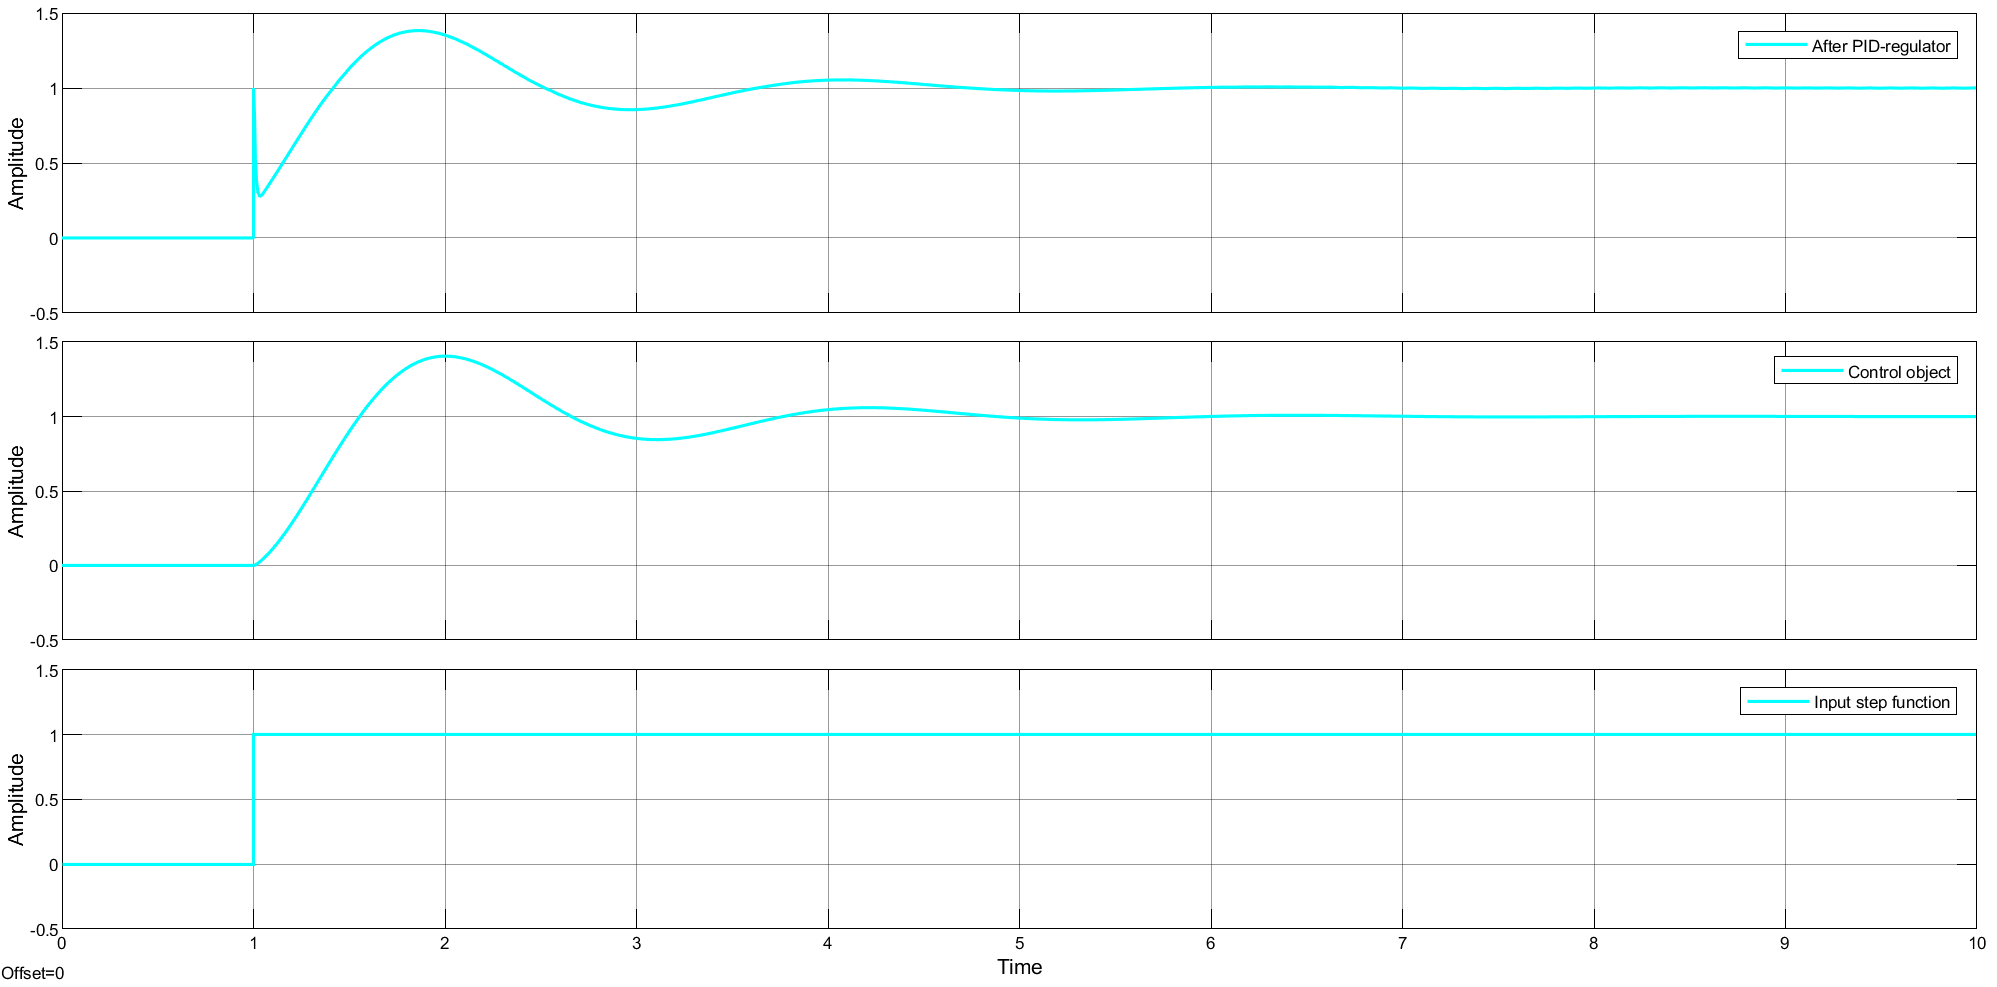 1.5
After PID-regulator
1
0.5
0
-0.5
Amplitude
1.5
Control object
1
0.5
0
-0.5
Amplitude
1.5
Input step function
1
0.5
0
-0.5
Amplitude
0 1 2 3 4 5 6 7 8 9 10
Time
Offset=0